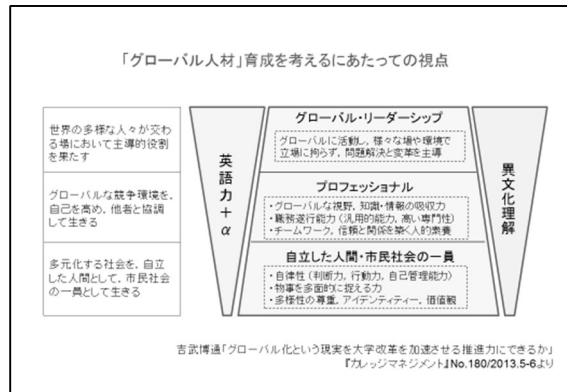 「グローバル人材」育成を考えるにあたっての視点
世界の多様な人々が交わ
る場において主導的役割
を果たす
グローバルな競争環境を、
自己を高め、他者と協調し
て生きる
多元化する社会を、自立
した人間として、市民社会
の一員として生きる
英語力+α
グローバル・リーダーシップ
グローバルに活動し、様々な場や環境で
立場に拘らず、問題解決と変革を主導
プロフェッショナル
・グローバルな視野、知識・情報の吸収力
・職務遂行能力(汎用的能力、高い専門性)
・チームワーク、信頼と関係を築く人的素養
自立した人間・市民社会の一員
・自律性(判断力、行動力、自己管理能力)
・物事を多面的に捉える力
・多様性の尊重、アイデンティティー、価値観
異文化理解
吉武博通「グローバル化という現実を大学改革を加速させる推進力にできるか」
『カレッジマネジメント』No.180/2013.5-6より